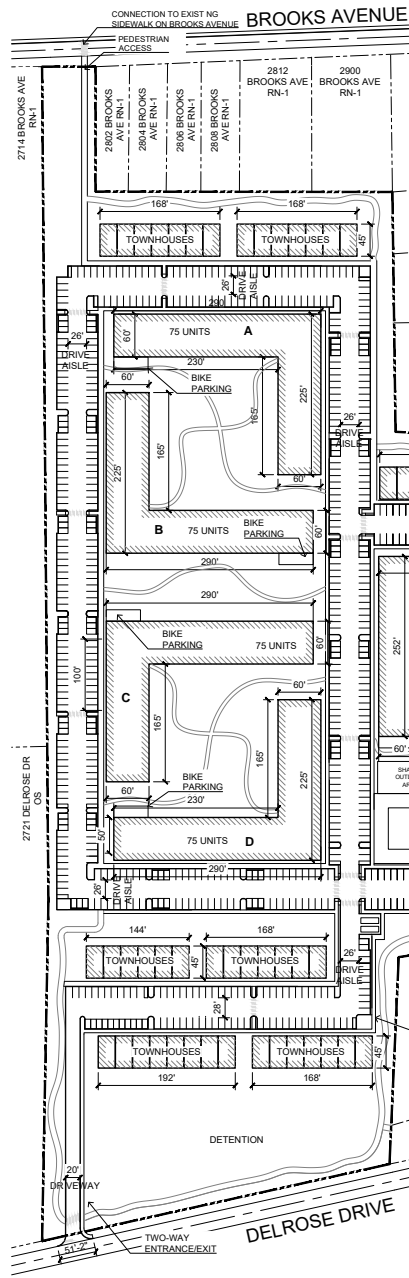 CONNECTION TO EXIST NG
SIDEWALK ON BROOKS AVENUE
BROOKS AVENUE
PEDESTRIAN
ACCESS
2714 BROOKS AVE
RN-1
2802 BROOKS
AVE RN-1
2804 BROOKS
AVE RN-1
2806 BROOKS
AVE RN-1
2808 BROOKS
AVE RN-1
2812
BROOKS AVE
RN-1
2900
BROOKS AVE
RN-1
168'
168'
TOWNHOUSES
TOWNHOUSES
45'
26'
DRIVE
AISLE
290'
60'
75 UNITS
A
26'
DRIVE
AISLE
230'
60'
BIKE
PARKING
225'
165'
26'
DRIVE
AISLE
225'
165'
60'
B
75 UNITS
BIKE
PARKING
60'
290'
290'
252'
BIKE
PARKING
75 UNITS
60'
100'
C
165'
60'
165'
225'
60'
SHA
OUTL
AR
2721 DELROSE DR
OS
60'
230'
BIKE
PARKING
50'
75 UNITS
D
26'
DRIVE
AISLE
290'
144'
168'
TOWNHOUSES
45'
TOWNHOUSES
26'
DRIVE
AISLE
28'
TOWNHOUSES
TOWNHOUSES
45'
192'
168'
DETENTION
20'
DRIVEWAY
DELROSE DRIVE
TWO-WAY
ENTRANCE/EXIT
51'-2"